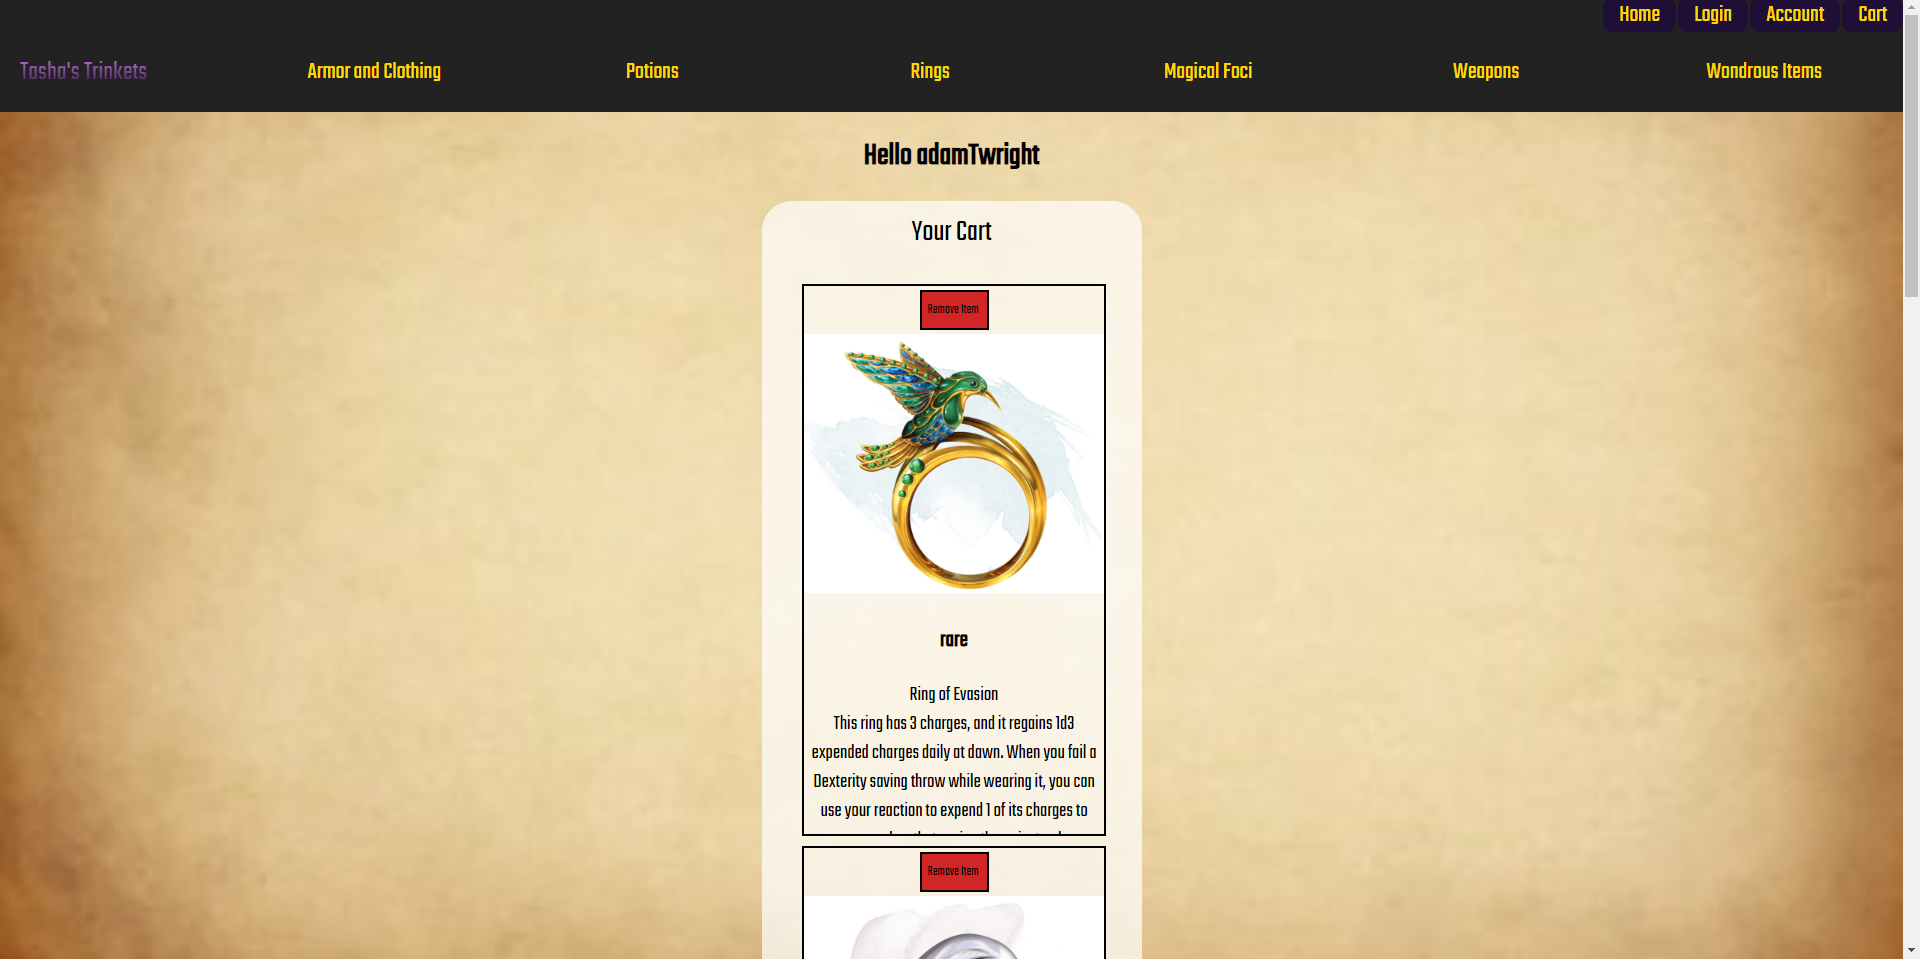 Home Login Account Cart
Tasha's Trinkets Armor and Clothing Potions Rings Magical Foci Weapons Wondrous Items
Hello adamTwright
Your Cart
Remove Item
rare
Ring of Evasion
This ring has 3 charges, and it regains 1d3
expended charges daily at dawn. When you fail a
Dexterity saving throw while wearing it, you can
use your reaction to expend 1 of its charges to
Remove Item